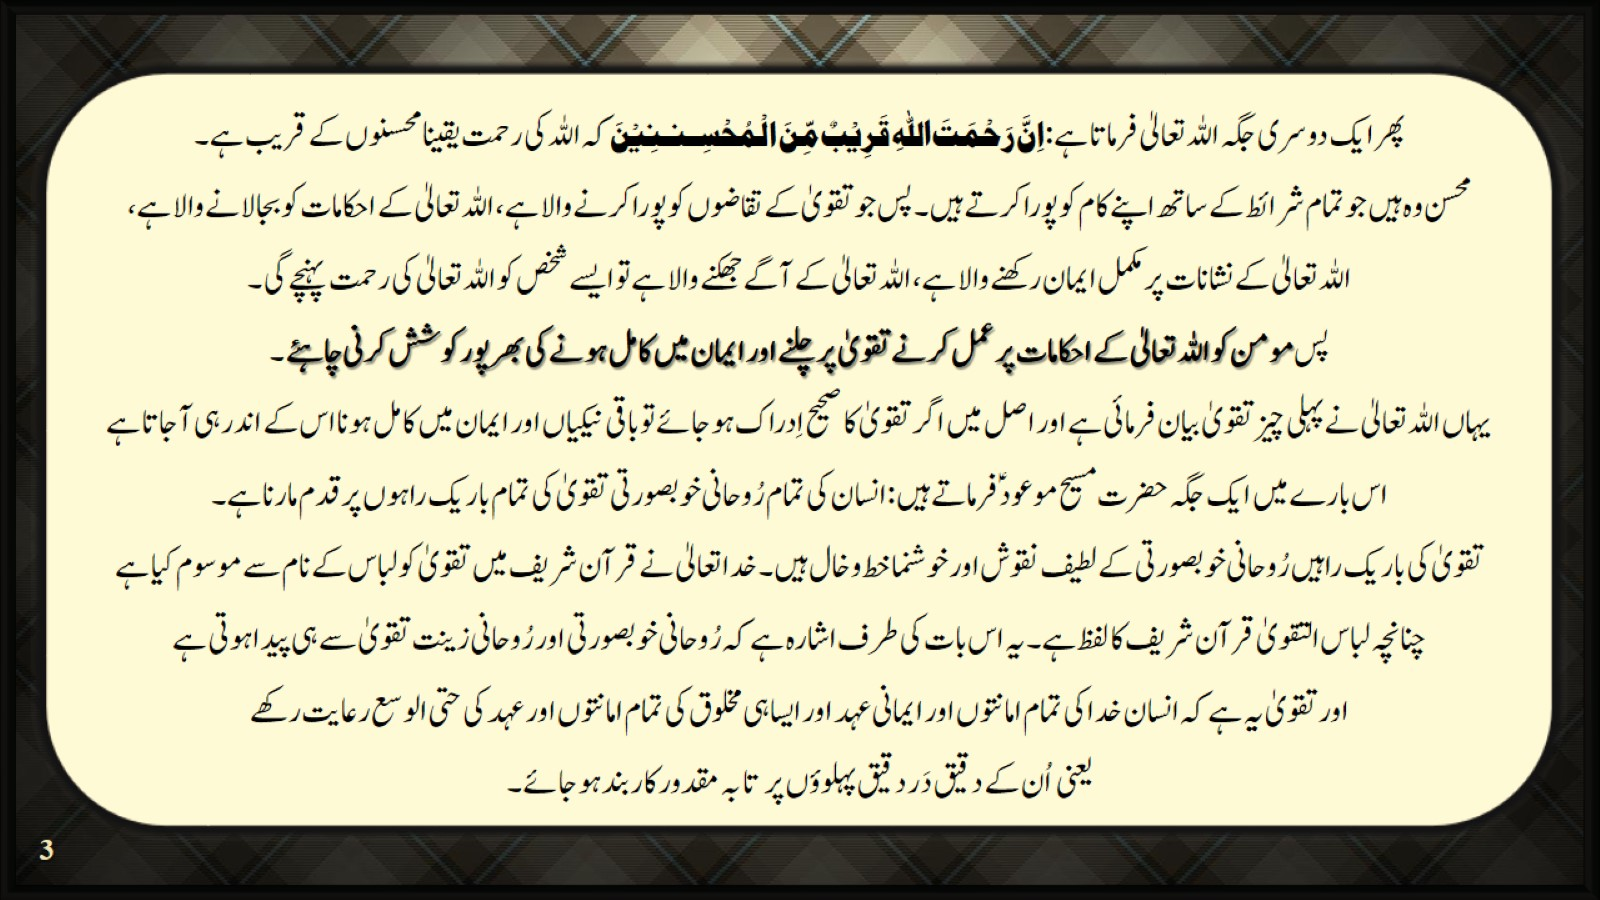 پھر ایک دوسری جگہ اللہ تعالیٰ فرماتا ہے: اِنَّ رَحْمَتَ اللّٰهِ قَرِيْبٌ مِّنَ الْمُحْسِنِيْنَ کہ اللہ کی رحمت یقینا محسنوں کے قریب ہے۔
محسن وہ ہیں جو تمام شرائط کے ساتھ اپنے کام کو پورا کرتے ہیں۔ پس جو تقویٰ کے تقاضوں کو پورا کرنے والا ہے، اللہ تعالیٰ کے احکامات کو بجالانے والا ہے،
اللہ تعالیٰ کے نشانات پر مکمل ایمان رکھنے والا ہے، اللہ تعالیٰ کے آگے جھکنے والا ہے تو ایسے شخص کو اللہ تعالیٰ کی رحمت پہنچے گی۔
پس مومن کو اللہ تعالیٰ کے احکامات پر عمل کرنے تقویٰ پر چلنے اور ایمان میں کامل ہونے کی بھرپور کوشش کرنی چاہئے۔
یہاں اللہ تعالیٰ نے پہلی چیز تقویٰ بیان فرمائی ہے اور اصل میں اگر تقویٰ کا صحیح اِدراک ہو جائے تو باقی نیکیاں اور ایمان میں کامل ہونا اس کے اندر ہی آ جاتا ہے
اس بارے میں ایک جگہ حضرت مسیح موعودؑ فرماتے ہیں: انسان کی تمام رُوحانی خوبصورتی تقویٰ کی تمام باریک راہوں پر قدم مارنا ہے۔
تقویٰ کی باریک راہیں رُوحانی خوبصورتی کے لطیف نقوش اور خوشنما خط و خال ہیں۔ خدا تعالیٰ نے قرآن شریف میں تقویٰ کو لباس کے نام سے موسوم کیا ہے
چنانچہ لباس التقویٰ قرآن شریف کا لفظ ہے۔ یہ اس بات کی طرف اشارہ ہے کہ رُوحانی خوبصورتی اور رُوحانی زینت تقویٰ سے ہی پیدا ہوتی ہے
اور تقویٰ یہ ہے کہ انسان خدا کی تمام امانتوں اور ایمانی عہد اور ایسا ہی مخلوق کی تمام امانتوں اور عہد کی حتی الوسع رعایت رکھے
یعنی اُن کے دقیق دَر دقیق پہلوؤں پر تا بہ مقدور کاربند ہو جائے۔
3